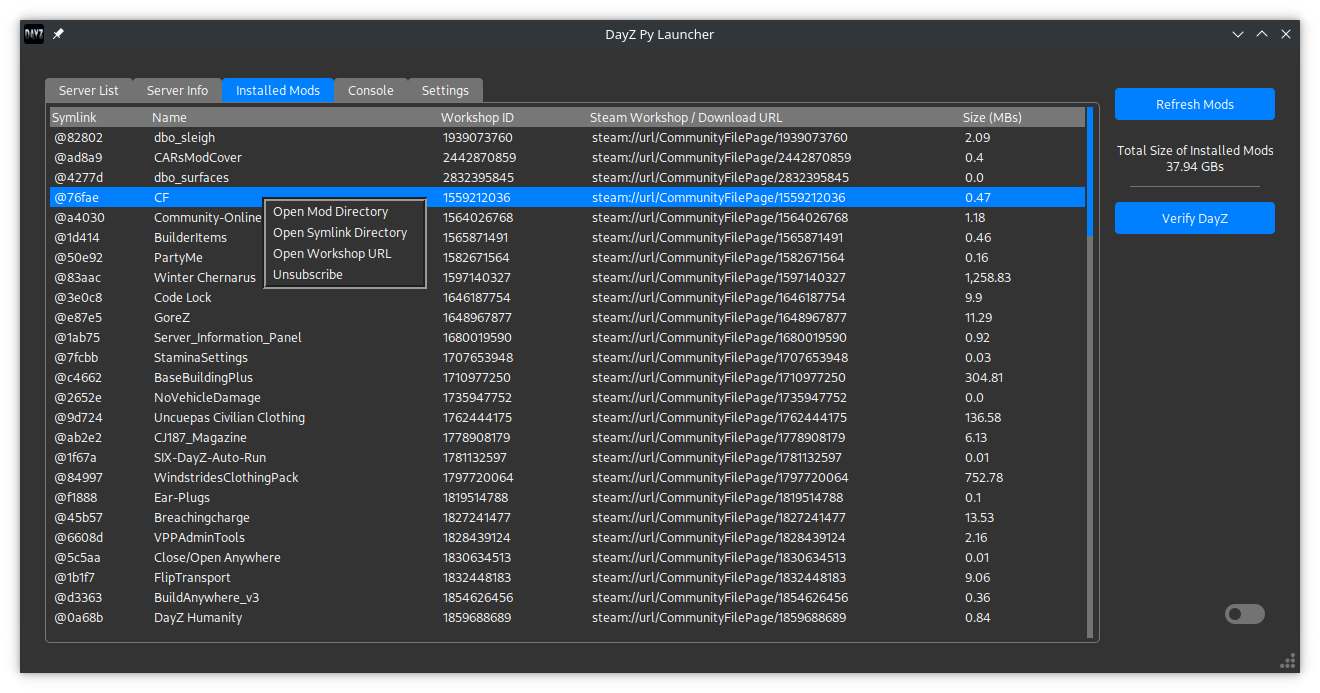 DAYZ DayZ Py Launcher
Server List Server Info Installed Mods Console Settings
Symlink Name Workshop ID Steam Workshop / Download URL Size (MBs)
@82802 dbo_sleigh 1939073760 steam://url/CommunityFilePage/1939073760 2.09
@ad8a9 CARsModCover 2442870859 steam://url/CommunityFilePage/2442870859 0.4
@4277d dbo_surfaces 2832395845 steam://url/CommunityFilePage/2832395845 0.0
@76fae CF 1559212036 steam://url/CommunityFilePage/1559212036 0.47
@a4030 Community-Online 1564026768 steam://url/CommunityFilePage/1564026768 1.18
@1d414 BuilderItems 1565871491 steam://url/CommunityFilePage/1565871491 0.46
@50e92 PartyMe 1582671564 steam://url/CommunityFilePage/1582671564 0.16
@83aac Winter Chernarus 1597140327 steam://url/CommunityFilePage/1597140327 1,258.83
@3e0c8 Code Lock 1646187754 steam://url/CommunityFilePage/1646187754 9.9
@e87e5 GoreZ 1648967877 steam://url/CommunityFilePage/1648967877 11.29
@1ab75 Server_Information_Panel 1680019590 steam://url/CommunityFilePage/1680019590 0.92
@7fcbb StaminaSettings 1707653948 steam://url/CommunityFilePage/1707653948 0.03
@c4662 BaseBuildingPlus 1710977250 steam://url/CommunityFilePage/1710977250 304.81
@2652e NoVehicleDamage 1735947752 steam://url/CommunityFilePage/1735947752 0.0
@9d724 Uncuepas Civilian Clothing 1762444175 steam://url/CommunityFilePage/1762444175 136.58
@ab2e2 CJ187_Magazine 1778908179 steam://url/CommunityFilePage/1778908179 6.13
@1f67a SIX-DayZ-Auto-Run 1781132597 steam://url/CommunityFilePage/1781132597 0.01
@84997 WindstridesClothingPack 1797720064 steam://url/CommunityFilePage/1797720064 752.78
@f1888 Ear-Plugs 1819514788 steam://url/CommunityFilePage/1819514788 0.1
@45b57 Breachingcharge 1827241477 steam://url/CommunityFilePage/1827241477 13.53
@6608d VPPAdminTools 1828439124 steam://url/CommunityFilePage/1828439124 2.16
@5c5aa Close/Open Anywhere 1830634513 steam://url/CommunityFilePage/1830634513 0.01
@1b1f7 FlipTransport 1832448183 steam://url/CommunityFilePage/1832448183 9.06
@d3363 BuildAnywhere_v3 1854626456 steam://url/CommunityFilePage/1854626456 0.36
@0a68b DayZ Humanity 1859688689 steam://url/CommunityFilePage/1859688689 0.84
Open Mod Directory
Open Symlink Directory
Open Workshop URL
Unsubscribe
Refresh Mods
Total Size of Installed Mods
37.94 GBs
Verify DayZ